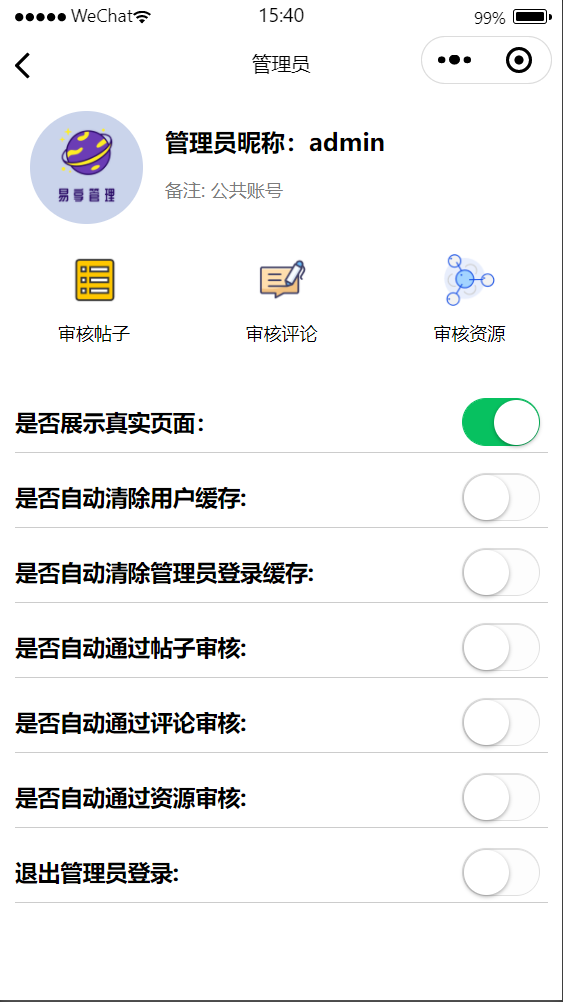 ●●●●● WeChat 15:40 99%
管理员
管理员昵称：admin
易享管理
备注: 公共账号
审核帖子 审核评论 审核资源
是否展示真实页面：
是否自动清除用户缓存:
是否自动清除管理员登录缓存:
是否自动通过帖子审核:
是否自动通过评论审核:
是否自动通过资源审核:
退出管理员登录: